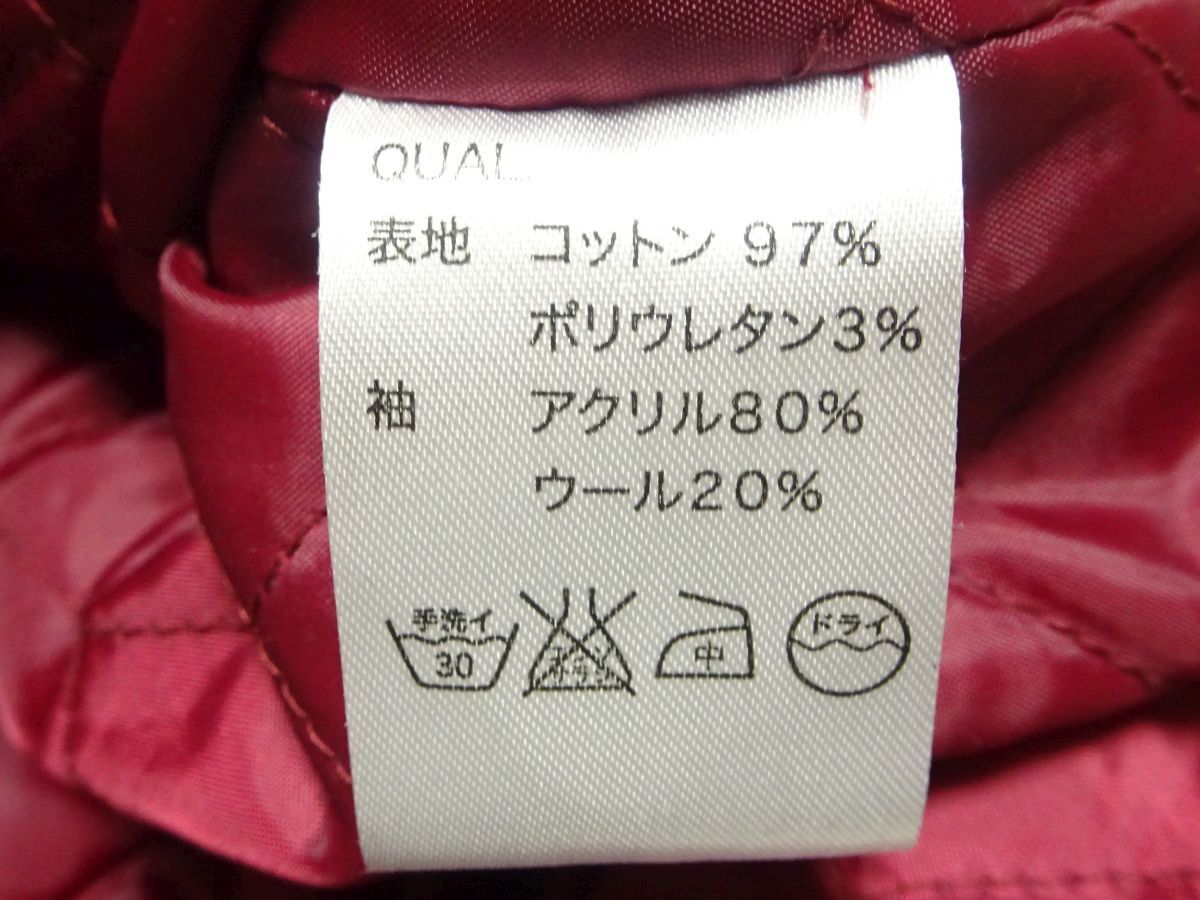 QUAL
表地 コットン 97%
ポリウレタン3%
袖 アクリル80%
ウール20%
手洗イ 中 ドライ
30